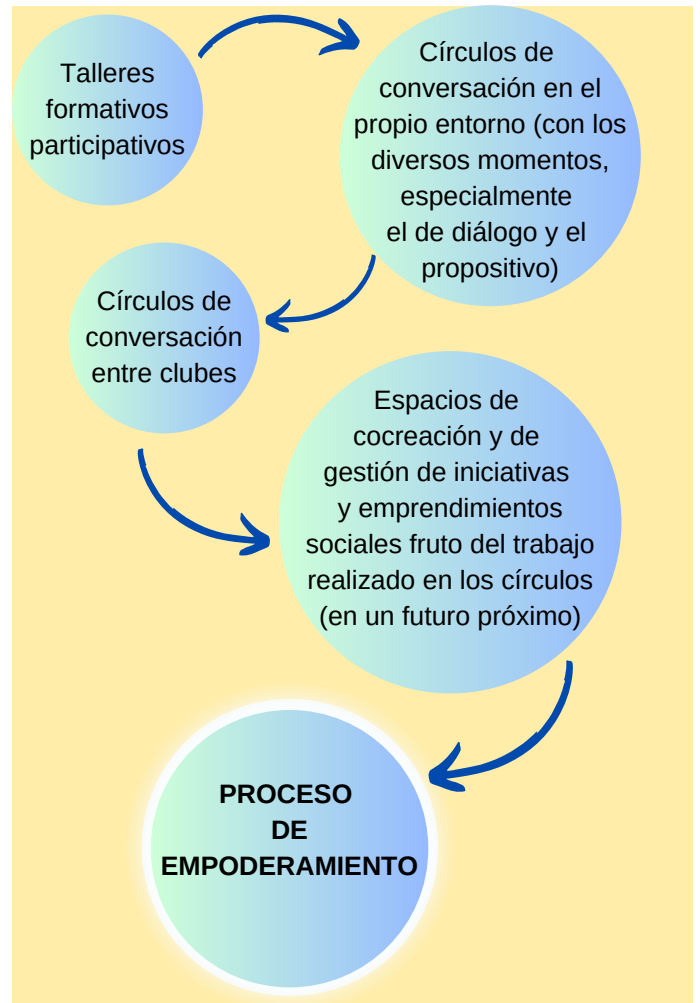 Talleres
formativos
participativos
Círculos de
conversación en el
propio entorno (con los
diversos momentos,
especialmente
el de diálogo y el
propositivo)
Círculos de
conversación
entre clubes
Espacios de
cocreación y de
gestión de iniciativas
y emprendimientos
sociales fruto del trabajo
realizado en los círculos
(en un futuro próximo)
PROCESO
DE
EMPODERAMIENTO